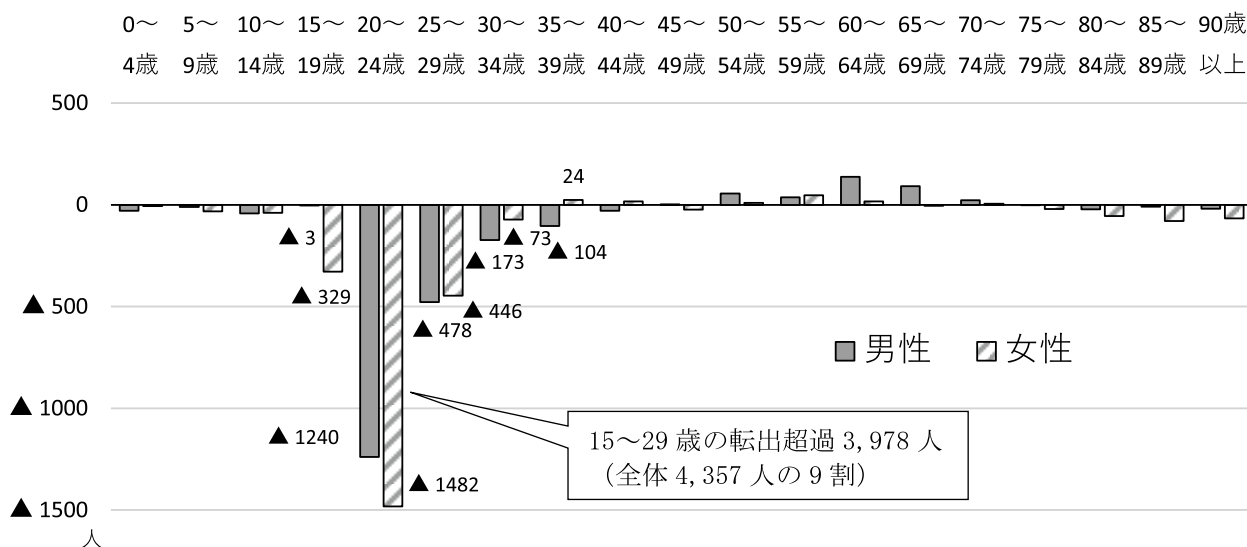 0～ 5～ 10～ 15～ 20～ 25～ 30～ 35～ 40～ 45～ 50～ 55～ 60～ 65～ 70～ 75～ 80～ 85～ 90歳
4歳 9歳 14歳 19歳 24歳 29歳 34歳 39歳 44歳 49歳 54歳 59歳 64歳 69歳 74歳 79歳 84歳 89歳 以上
500
24
0
▲ 3
▲ 73
▲ 104
▲ 173
▲ 329
▲ 500
▲ 446
▲ 478
男性 女性
▲ 1000
▲ 1240
15～29 歳の転出超過 3,978 人
（全体 4,357 人の 9 割）
▲ 1482
▲ 1500
人